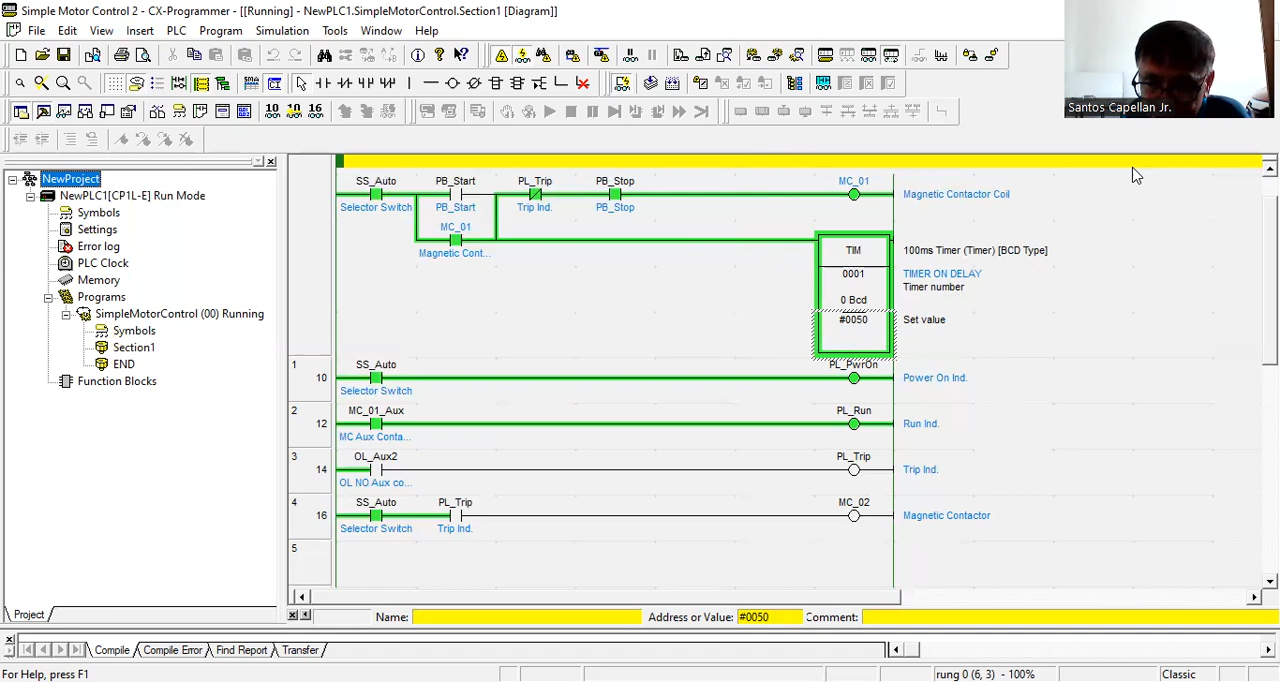 Simple Motor Control 2 - CX-Programmer - [[Running] - NewPLC1.SimpleMotorControl.Section1 [Diagram]]
File Edit View Insert PLC Program Simulation Tools Window Help
Santos Capellan Jr.
NewProject
NewPLC1[CP1L-E] Run Mode
Symbols
Settings
Error log
PLC Clock
Memory
Programs
SimpleMotorControl (00) Running
Symbols
Section1
END
Function Blocks
Project
SS_Auto PB_Start PL_Trip PB_Stop MC_01
Magnetic Contactor Coil
Selector Switch PB_Start Trip Ind. PB_Stop
MC_01
Magnetic Cont...
TIM 100ms Timer (Timer) [BCD Type]
0001 TIMER ON DELAY
Timer number
0 Bcd
#0050 Set value
1 SS_Auto PL_PwrOn
10 Power On Ind.
Selector Switch
2 MC_01_Aux PL_Run
12 Run Ind.
MC Aux Conta...
3 OL_Aux2 PL_Trip
14 Trip Ind.
OL NO Aux co...
4 SS_Auto PL_Trip MC_02
16 Magnetic Contactor
Selector Switch Trip Ind.
5
Name: Address or Value: #0050 Comment:
Compile Compile Error Find Report Transfer
For Help, press F1 rung 0 (6, 3) - 100% Classic